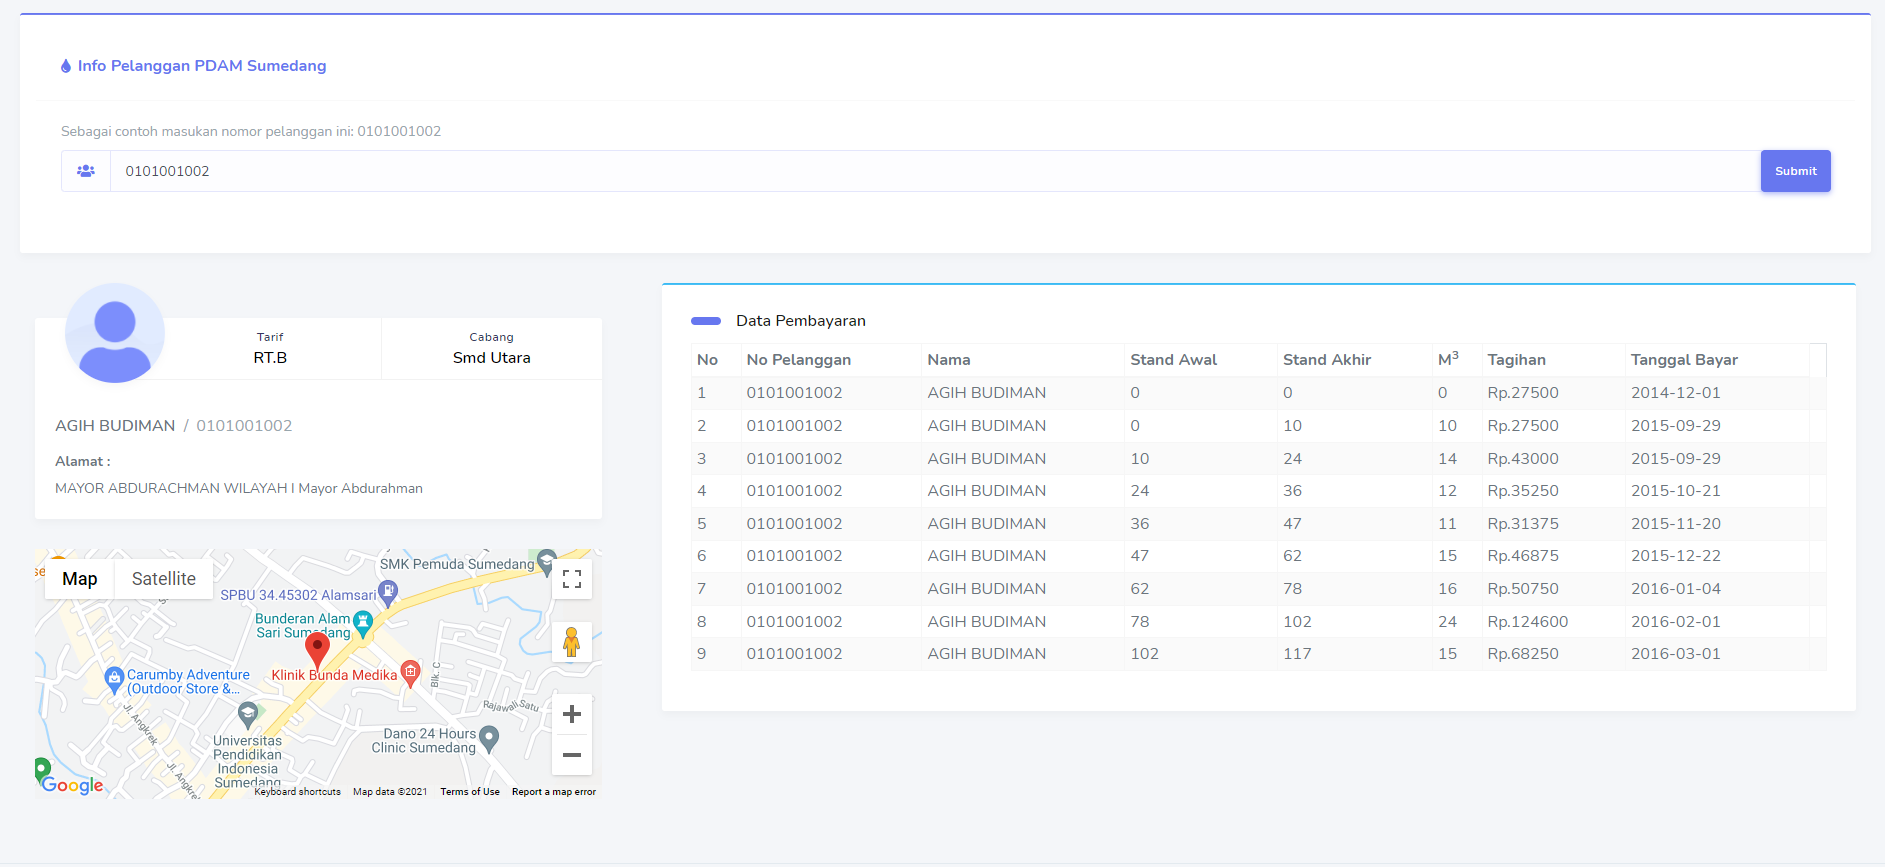 Info Pelanggan PDAM Sumedang
Sebagai contoh masukan nomor pelanggan ini: 0101001002
0101001002
Submit
Tarif
RT.B
Cabang
Smd Utara
AGIH BUDIMAN / 0101001002
Alamat :
MAYOR ABDURACHMAN WILAYAH I Mayor Abdurahman
Map Satellite
SMK Pemuda Sumedang
SPBU 34.45302 Alamsari
Bunderan Alam
Sari Sumedang
Klinik Bunda Medika
Blk. C
Carumby Adventure
(Outdoor Store &...
Jl. Angkrek
Rajawali Satu
Universitas
Pendidikan
Indonesia
Sumedang
Dano 24 Hours
Clinic Sumedang
Jl. Angkrek
Google
Keyboard shortcuts Map data ©2021 Terms of Use Report a map error
Data Pembayaran
No No Pelanggan Nama Stand Awal Stand Akhir M³ Tagihan Tanggal Bayar
1 0101001002 AGIH BUDIMAN 0 0 0 Rp.27500 2014-12-01
2 0101001002 AGIH BUDIMAN 0 10 10 Rp.27500 2015-09-29
3 0101001002 AGIH BUDIMAN 10 24 14 Rp.43000 2015-09-29
4 0101001002 AGIH BUDIMAN 24 36 12 Rp.35250 2015-10-21
5 0101001002 AGIH BUDIMAN 36 47 11 Rp.31375 2015-11-20
6 0101001002 AGIH BUDIMAN 47 62 15 Rp.46875 2015-12-22
7 0101001002 AGIH BUDIMAN 62 78 16 Rp.50750 2016-01-04
8 0101001002 AGIH BUDIMAN 78 102 24 Rp.124600 2016-02-01
9 0101001002 AGIH BUDIMAN 102 117 15 Rp.68250 2016-03-01